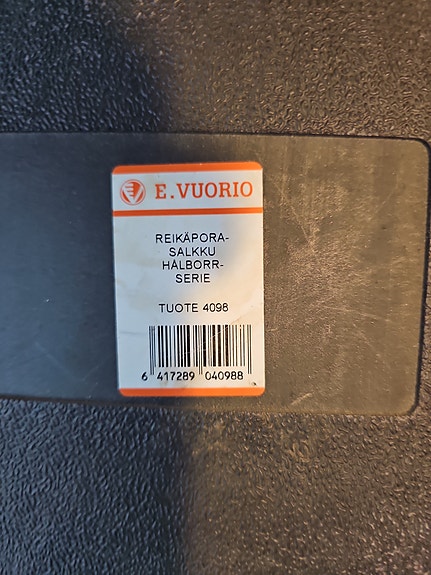 E.VUORIO
REIKÄPORA-
SALKKU
HÅLBORR-
SERIE
TUOTE 4098
6 417289 040988